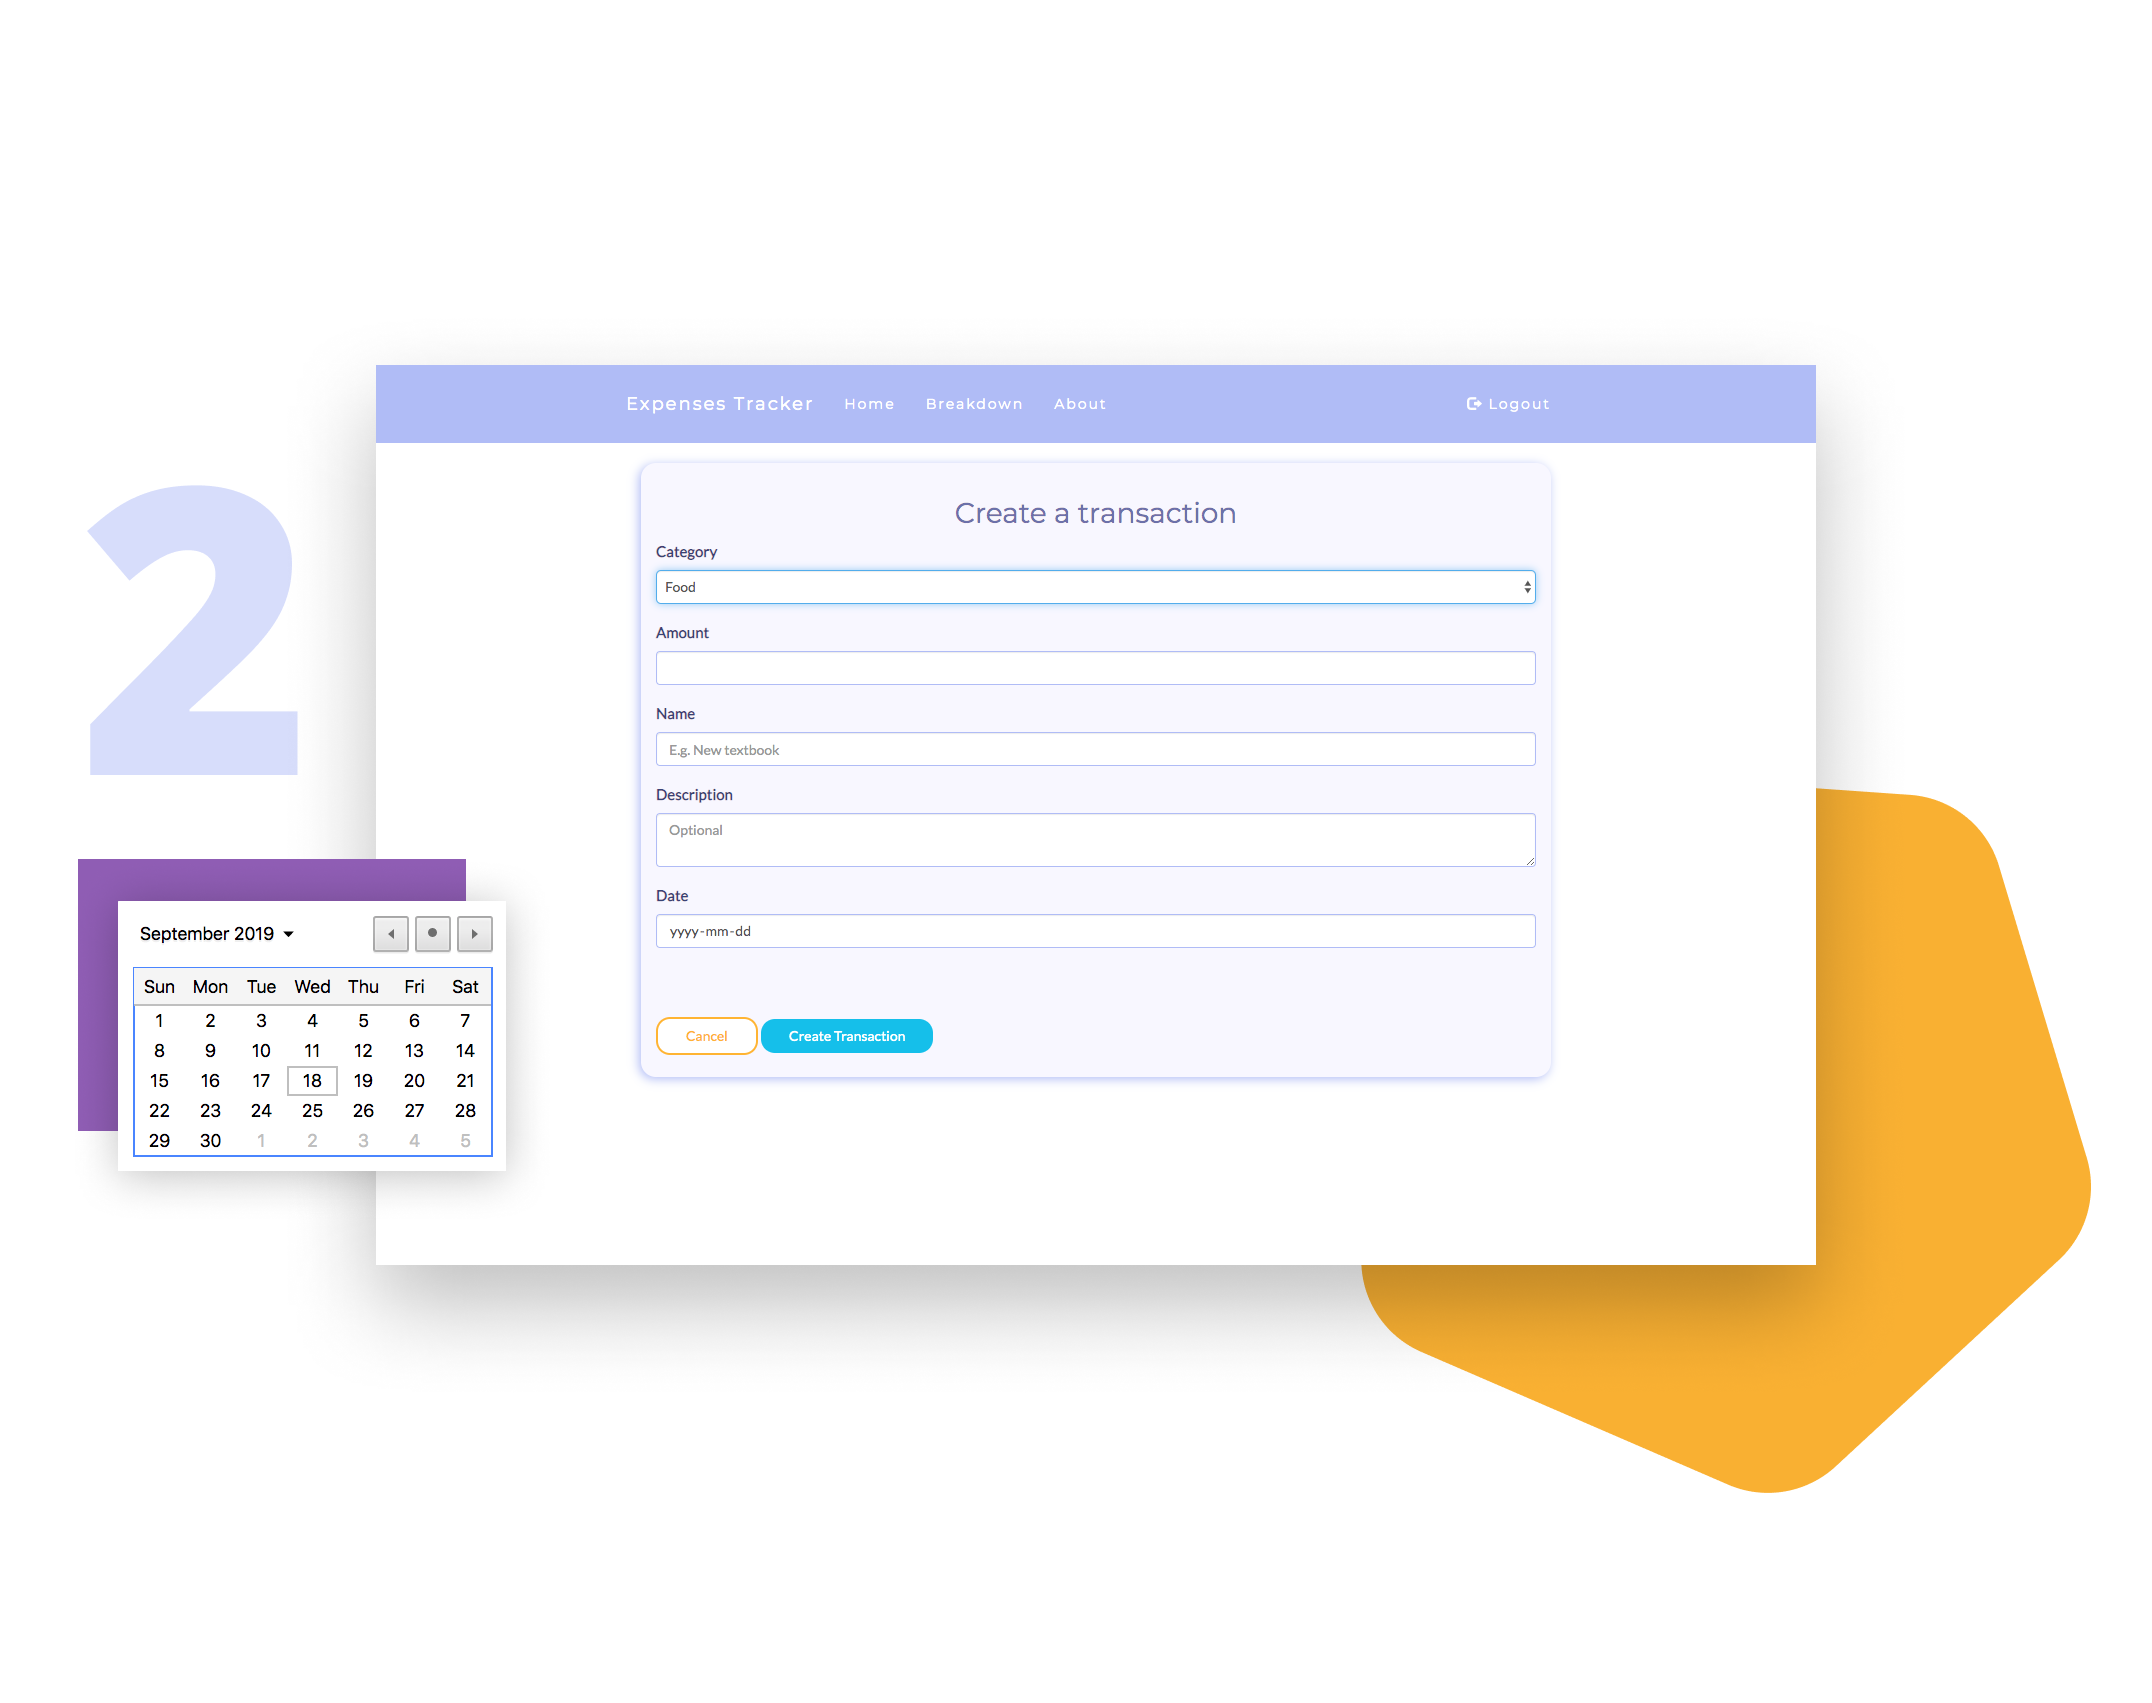 Expenses Tracker Home Breakdown About Logout
2
Create a transaction
Category
Food
Amount
Name
E.g. New textbook
Description
Optional
Date
yyyy-mm-dd
Cancel Create Transaction
September 2019
Sun Mon Tue Wed Thu Fri Sat
1 2 3 4 5 6 7
8 9 10 11 12 13 14
15 16 17 18 19 20 21
22 23 24 25 26 27 28
29 30 1 2 3 4 5